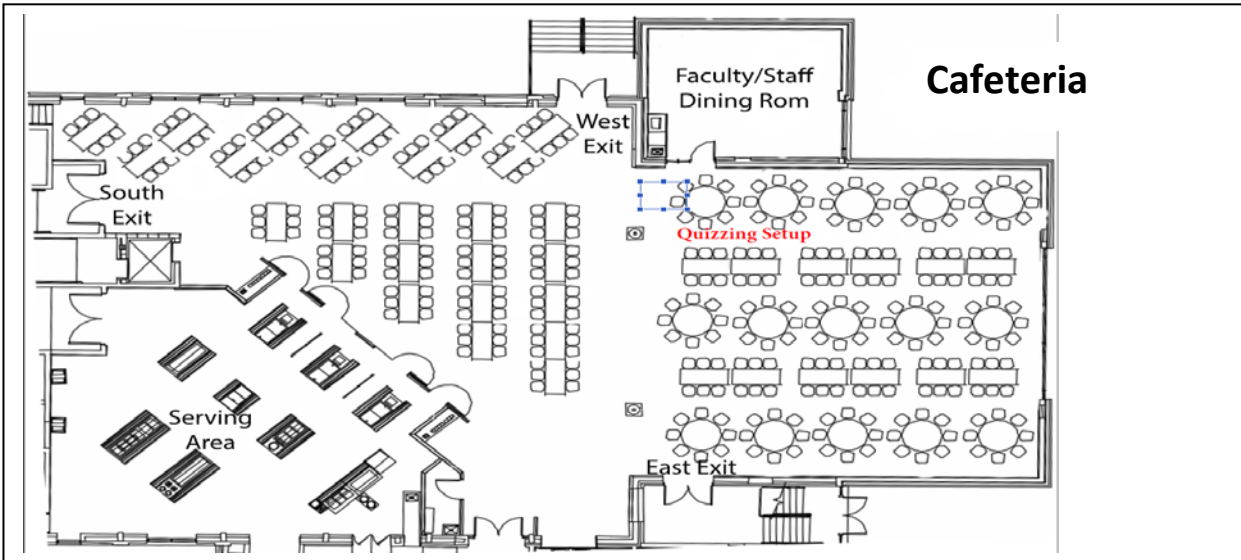 Cafeteria
Faculty/Staff
Dining Rom
West
Exit
South
Exit
Quizzing Setup
Serving
Area
East Exit